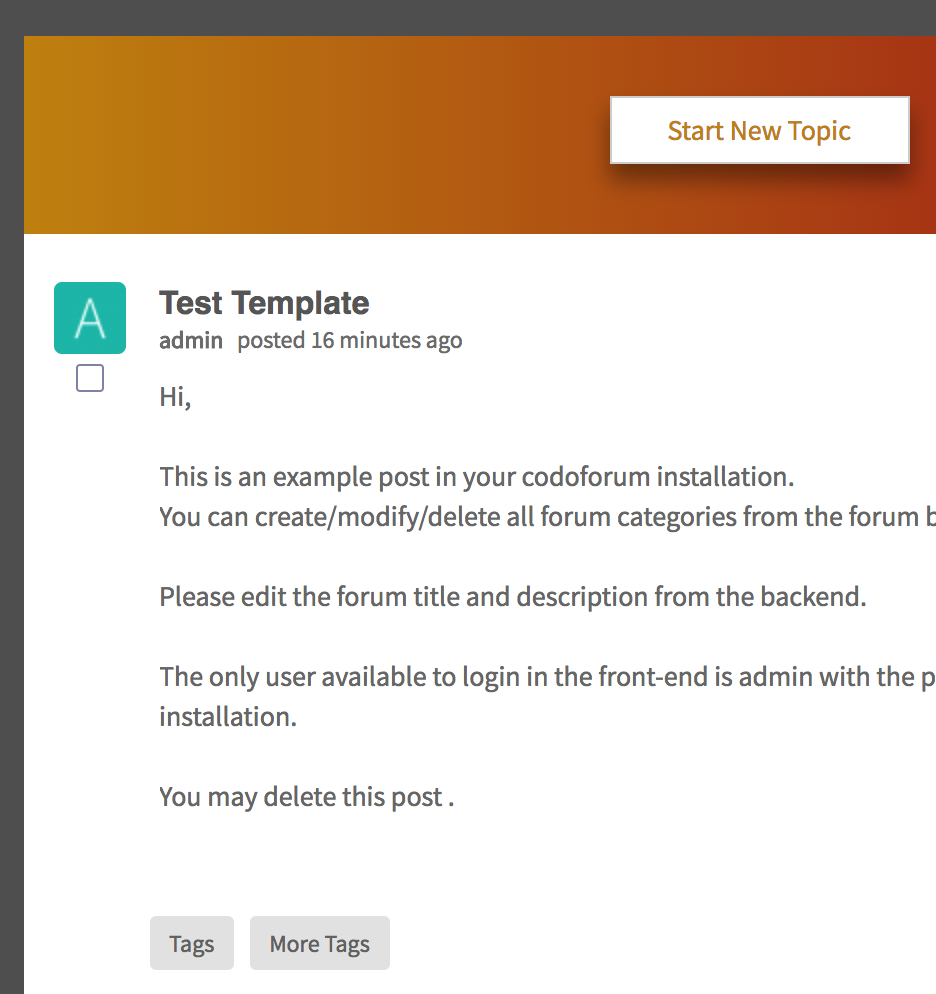 Start New Topic
A
Test Template
admin posted 16 minutes ago
Hi,
This is an example post in your codoforum installation.
You can create/modify/delete all forum categories from the forum
Please edit the forum title and description from the backend.
The only user available to login in the front-end is admin with the
installation.
You may delete this post .
Tags
More Tags